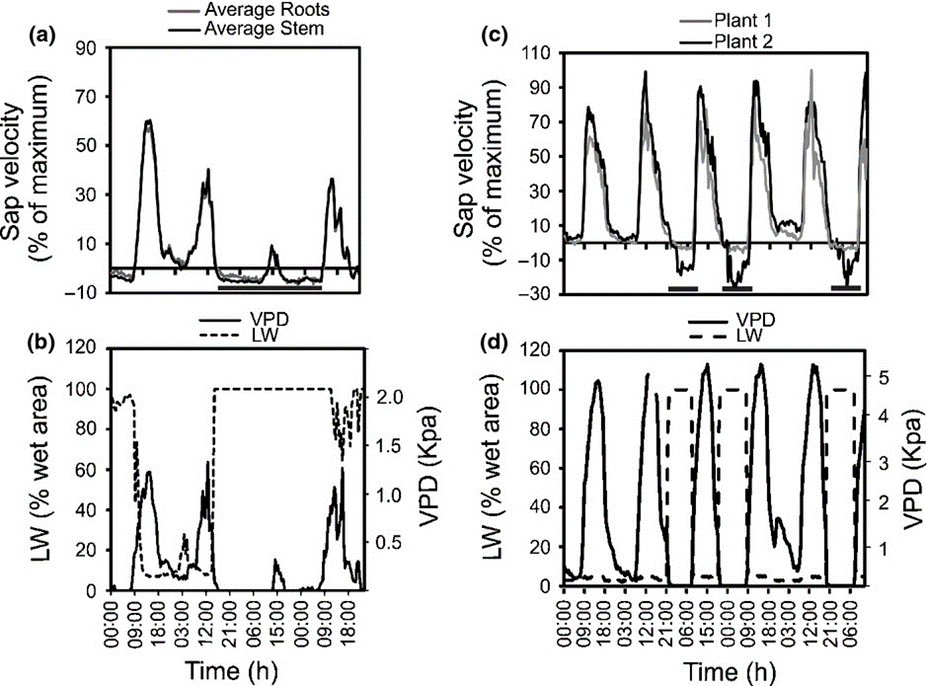 (a)
Average Roots
Average Stem
Sap velocity
(% of maximum)
90
70
50
30
10
–10
(c)
Plant 1
Plant 2
Sap velocity
(% of maximum)
110
90
70
50
30
10
–10
–30
(b)
VPD
LW
LW (% wet area)
120
100
80
60
40
20
0
2.0
1.5
1.0
0.5
VPD (Kpa)
00:00
09:00
18:00
03:00
12:00
21:00
06:00
15:00
00:00
09:00
18:00
Time (h)
(d)
VPD
LW
LW (% wet area)
120
100
80
60
40
20
0
5
4
3
2
1
VPD (Kpa)
00:00
09:00
18:00
03:00
12:00
21:00
06:00
15:00
00:00
09:00
18:00
03:00
12:00
21:00
06:00
Time (h)